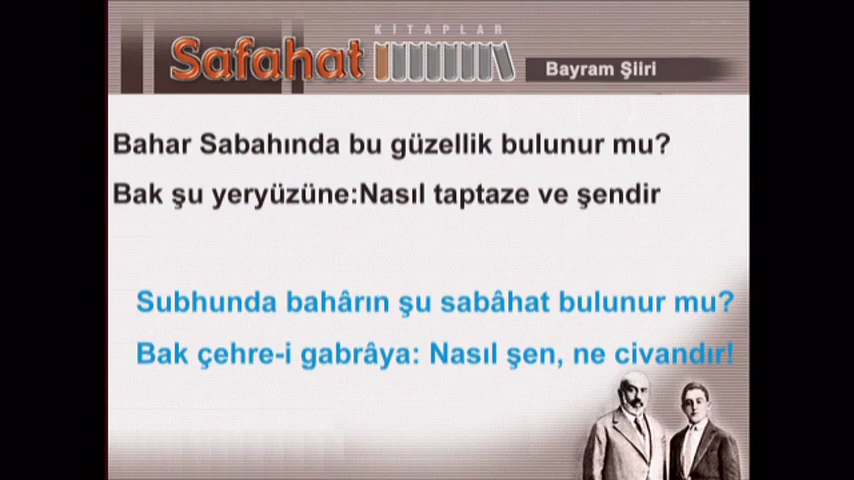 KİTAPLAR
Safahat
Bayram Şiiri
Bahar Sabahında bu güzellik bulunur mu?
Bak şu yeryüzüne:Nasıl taptaze ve şendir
Subhunda bahârın şu sabâhat bulunur mu?
Bak çehre-i gabrâya: Nasıl şen, ne civandır!